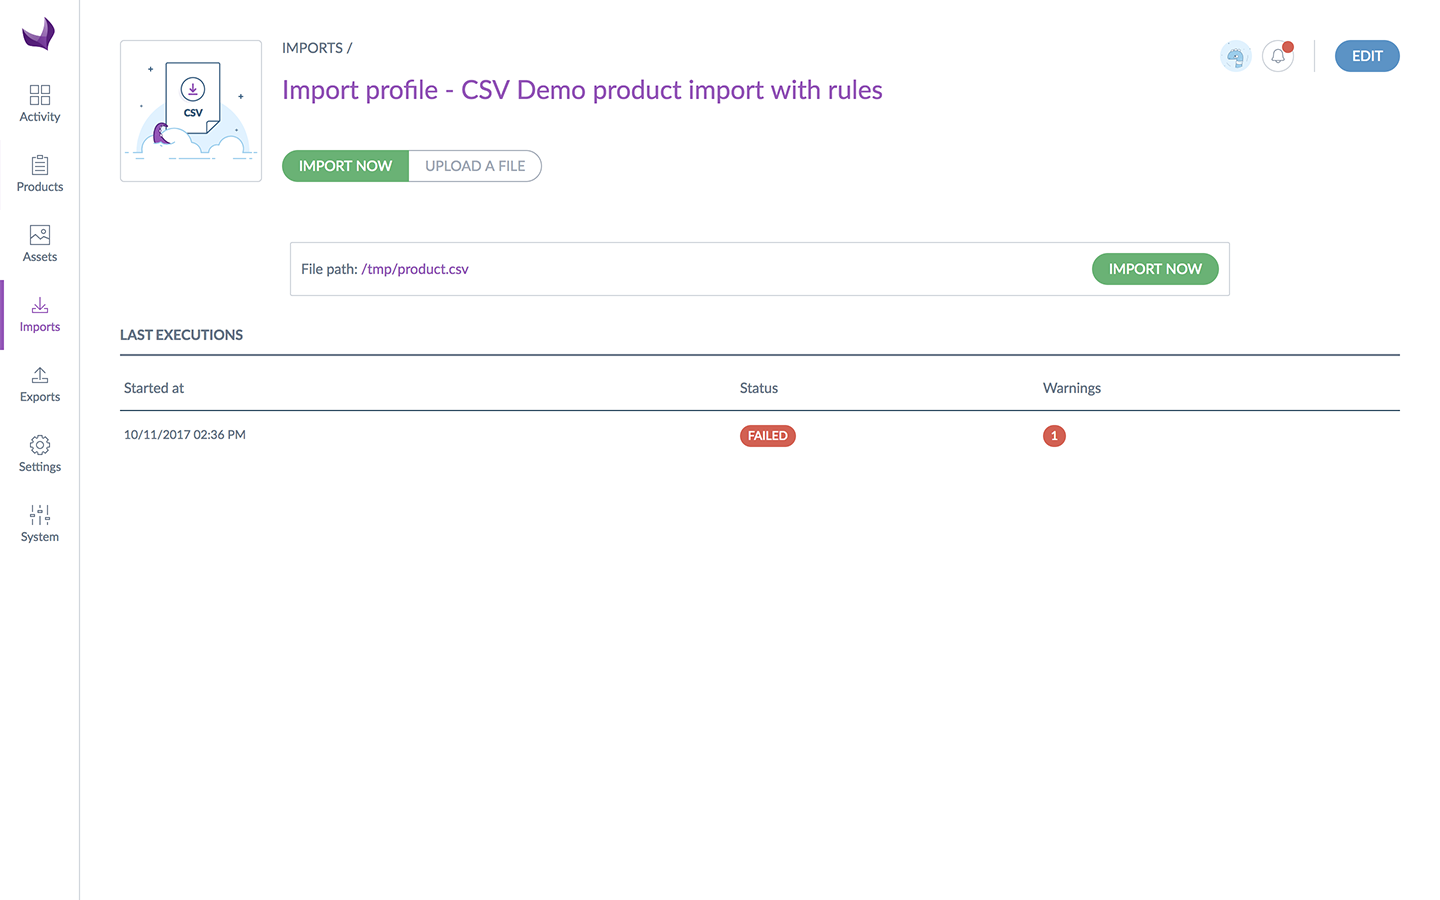 Activity
Products
Assets
Imports
Exports
Settings
System
CSV
IMPORTS /
EDIT
Import profile - CSV Demo product import with rules
IMPORT NOW UPLOAD A FILE
File path: /tmp/product.csv IMPORT NOW
LAST EXECUTIONS
Started at Status Warnings
10/11/2017 02:36 PM FAILED 1